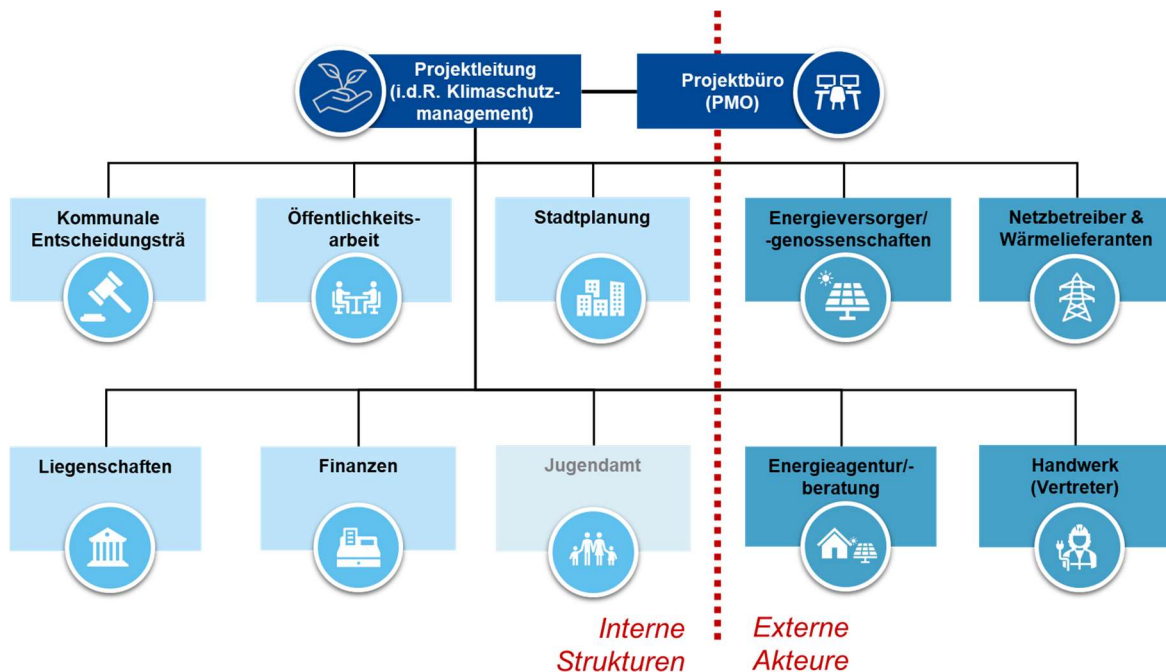 Projektleitung
(i.d.R. Klimaschutz-
management)
Projektbüro
(PMO)
Kommunale
Entscheidungsträ
Öffentlichkeits-
arbeit
Stadtplanung
Energieversorger/
-genossenschaften
Netzbetreiber &
Wärmelieferanten
Liegenschaften
Finanzen
Jugendamt
Energieagentur/-
beratung
Handwerk
(Vertreter)
Interne
Strukturen
Externe
Akteure